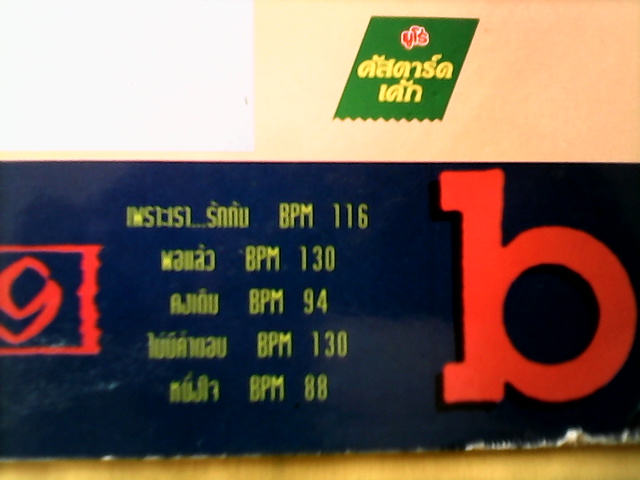 ยูโร่
คัสตาร์ด
เค้ก
เพราะเรา...รักกัน BPM 116
พอแล้ว BPM 130
คงเดิม BPM 94
ไม่มีคำตอบ BPM 130
หนึ่งใจ BPM 88
9
b